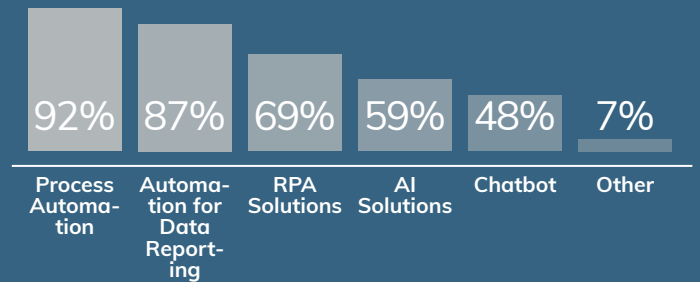 92% 87% 69% 59% 48% 7%
Process
Automa-
tion
Automa-
tion for
Data
Report-
ing
RPA
Solutions
AI
Solutions
Chatbot
Other